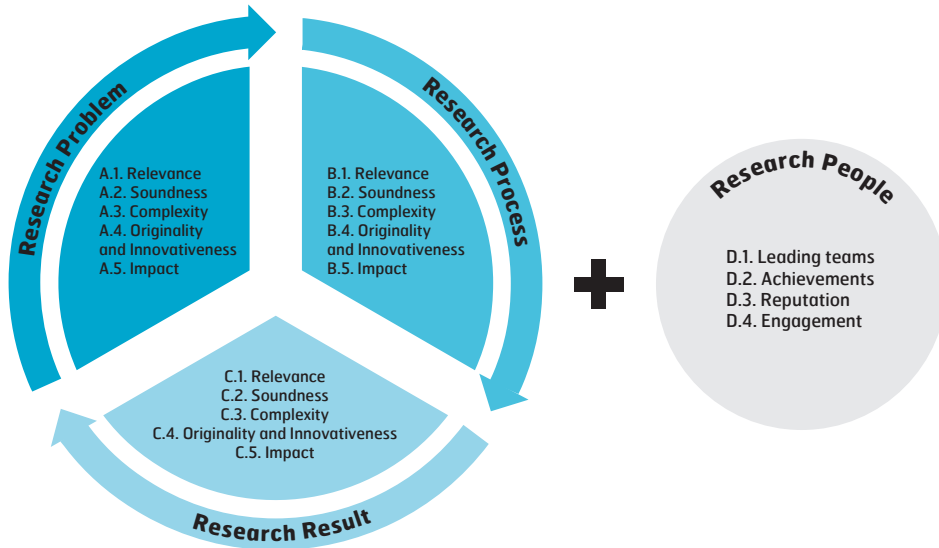 Research Problem
A.1. Relevance
A.2. Soundness
A.3. Complexity
A.4. Originality
and Innovativeness
A.5. Impact
Research Process
B.1. Relevance
B.2. Soundness
B.3. Complexity
B.4. Originality
and Innovativeness
B.5. Impact
C.1. Relevance
C.2. Soundness
C.3. Complexity
C.4. Originality and Innovativeness
C.5. Impact
Research Result
Research People
D.1. Leading teams
D.2. Achievements
D.3. Reputation
D.4. Engagement